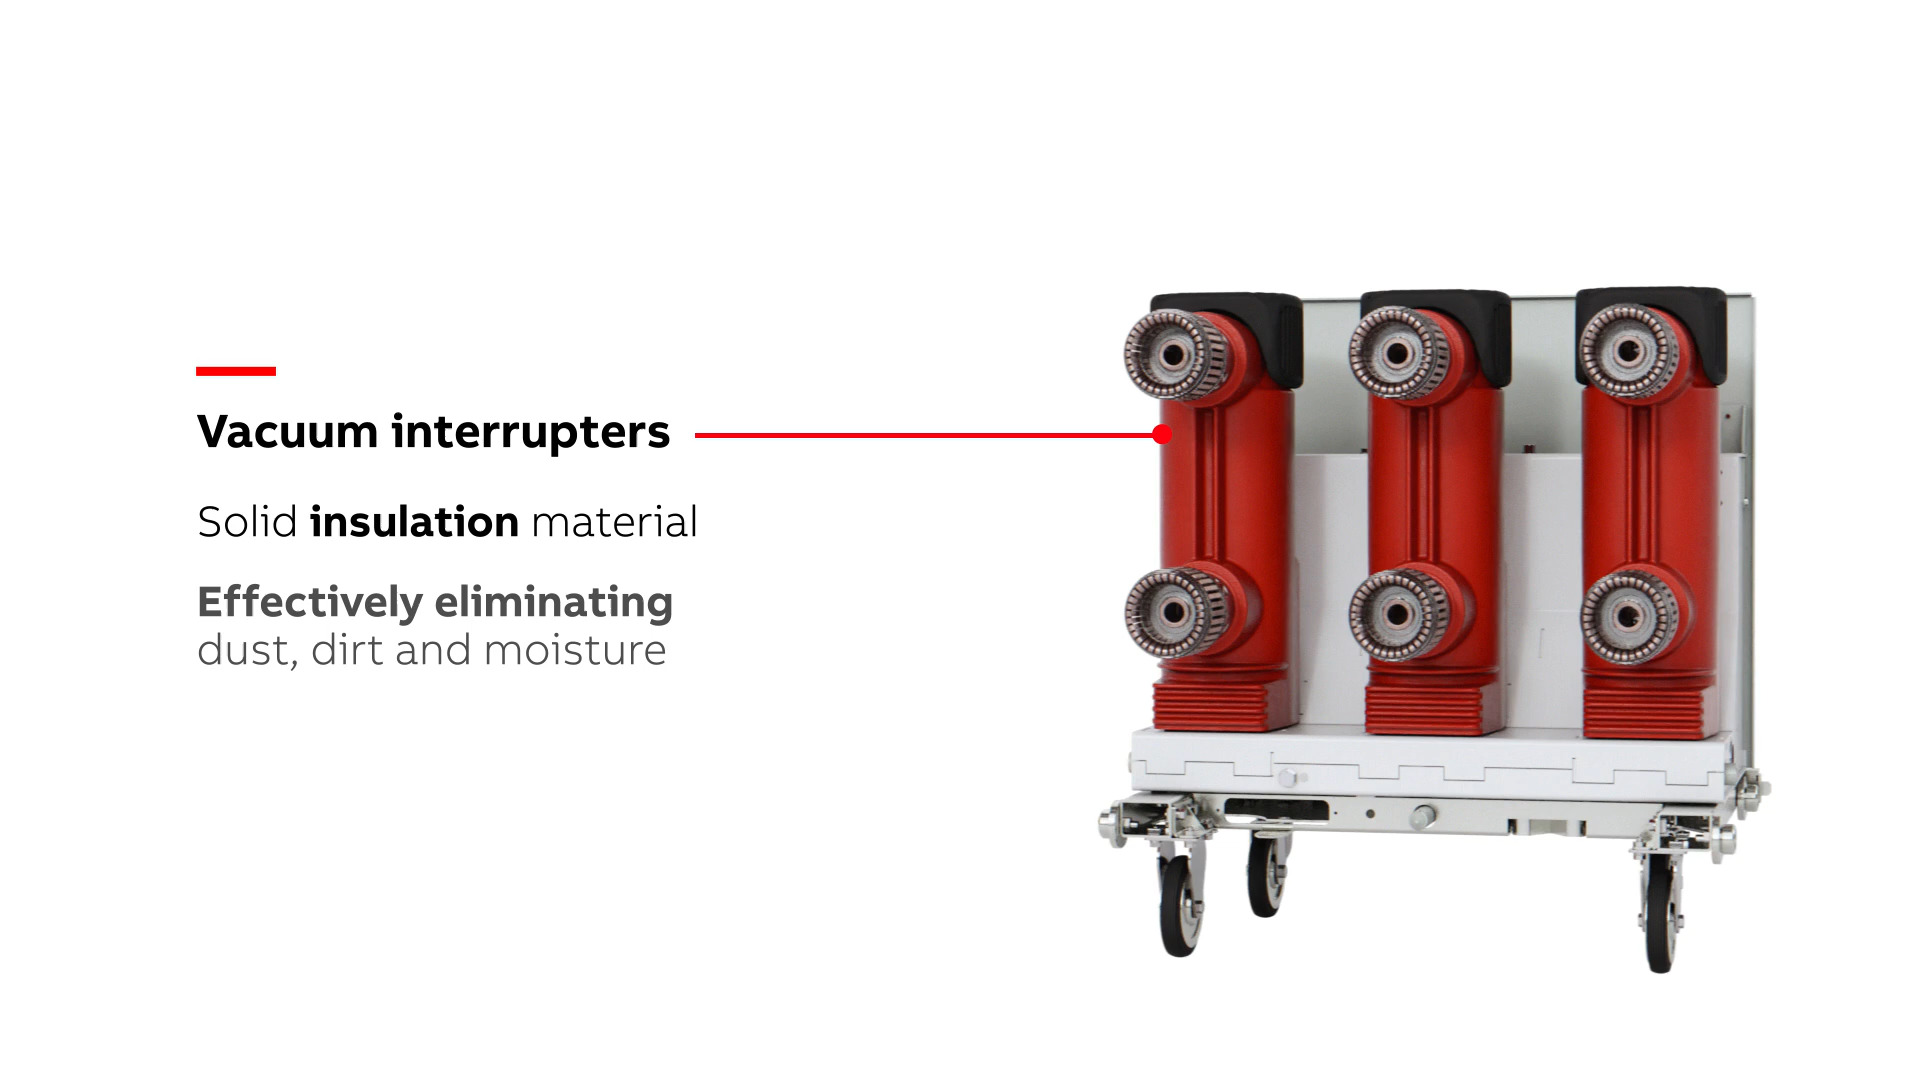 Vacuum interrupters
Solid insulation material
Effectively eliminating
dust, dirt and moisture